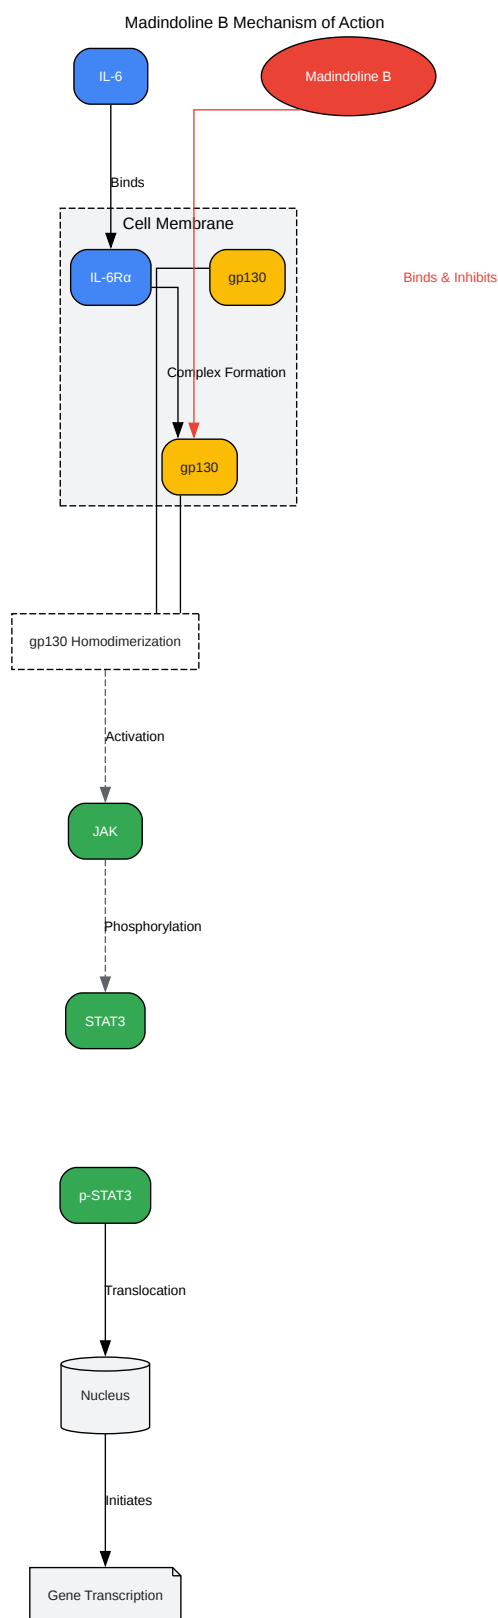 Madindoline B Mechanism of Action
IL-6
Madindoline B
Binds
Cell Membrane
IL-6Rα
gp130
Binds & Inhibits
Complex Formation
gp130
gp130 Homodimerization
Activation
JAK
Phosphorylation
STAT3
p-STAT3
Translocation
Nucleus
Initiates
Gene Transcription